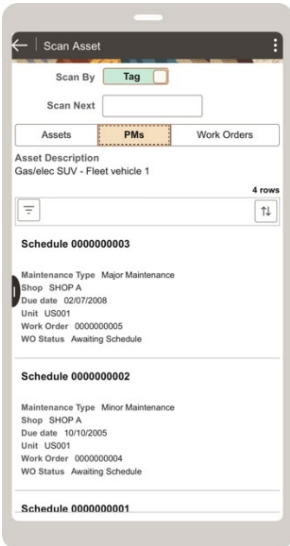 Scan Asset
Scan By Tag
Scan Next
Assets PMs Work Orders
Asset Description
Gas/elec SUV - Fleet vehicle 1
4 rows
Schedule 0000000003
Maintenance Type Major Maintenance
Shop SHOP A
Due date 02/07/2008
Unit US001
Work Order 0000000005
WO Status Awaiting Schedule
Schedule 0000000002
Maintenance Type Minor Maintenance
Shop SHOP A
Due date 10/10/2005
Unit US001
Work Order 0000000004
WO Status Awaiting Schedule
Schedule 0000000001